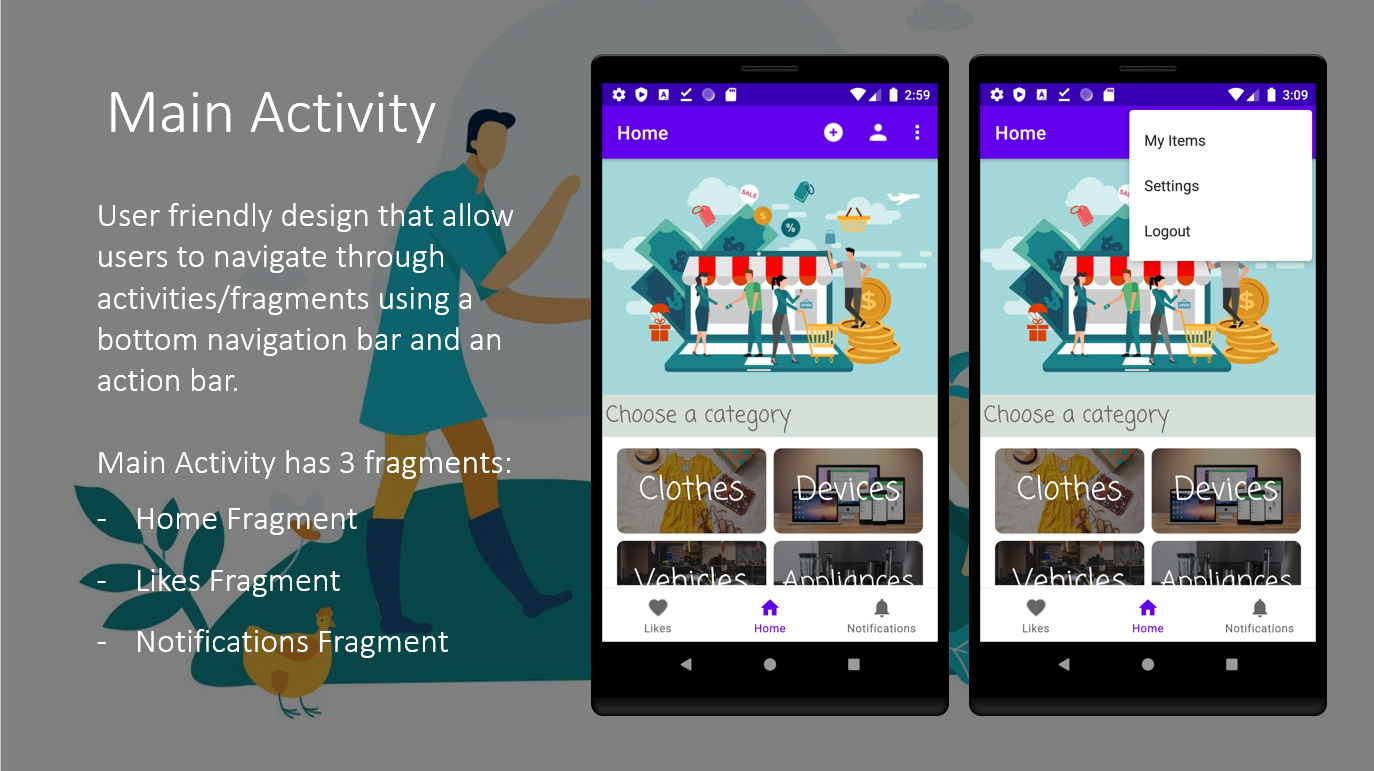 Main Activity
User friendly design that allow
users to navigate through
activities/fragments using a
bottom navigation bar and an
action bar.
Main Activity has 3 fragments:
- Home Fragment
- Likes Fragment
- Notifications Fragment
2:59
Home
SALE
$
%
OPEN
$
Choose a category
Clothes
Devices
Vehicles
Appliances
Likes
Home
Notifications
3:09
Home
My Items
Settings
Logout
OPEN
$
Choose a category
Clothes
Devices
Vehicles
Appliances
Likes
Home
Notifications